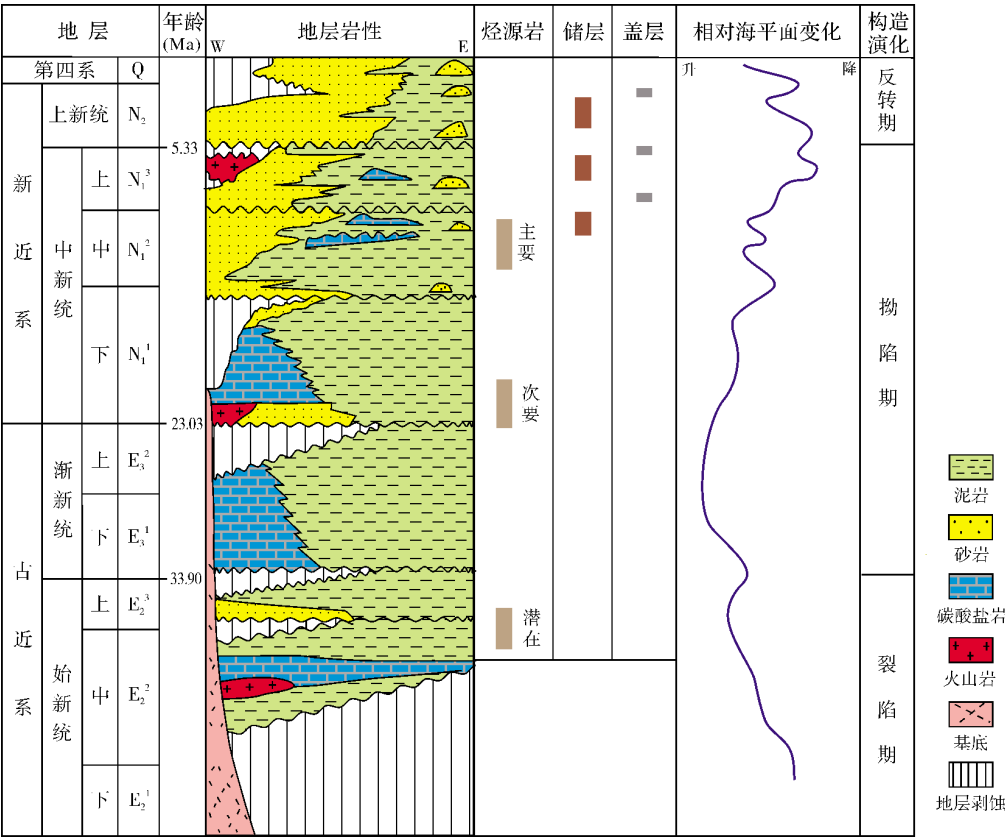 地 层
年龄
(Ma)
地层岩性
W
E
烃源岩
储层
盖层
相对海平面变化
升
降
构造
演化
第四系
Q
新近系
上新统
N₂
5.33
中新统
上
N₁³
中
N₁²
下
N₁¹
23.03
古近系
渐新统
上
E₃²
下
E₃¹
33.90
始新统
上
E₂³
中
E₂²
下
E₂¹
主要
次要
潜在
反转期
拗陷期
裂陷期
泥岩
砂岩
碳酸盐岩
火山岩
基底
地层剥蚀